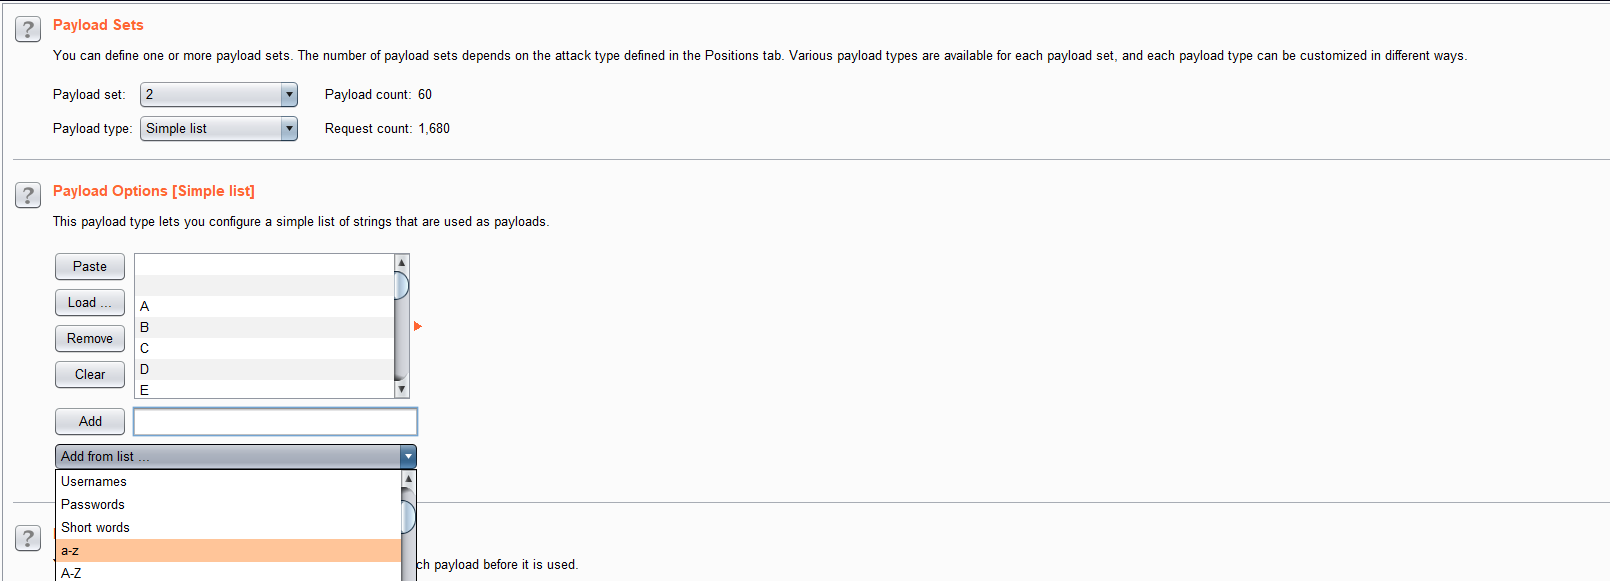 Payload Sets
You can define one or more payload sets. The number of payload sets depends on the attack type defined in the Positions tab. Various payload types are available for each payload set, and each payload type can be customized in different ways.
Payload set: 2 Payload count: 60
Payload type: Simple list Request count: 1,680
Payload Options [Simple list]
This payload type lets you configure a simple list of strings that are used as payloads.
Paste
Load ...
Remove
Clear
A
B
C
D
E
Add
Add from list ...
Usernames
Passwords
Short words
a-z
A-Z
ch payload before it is used.